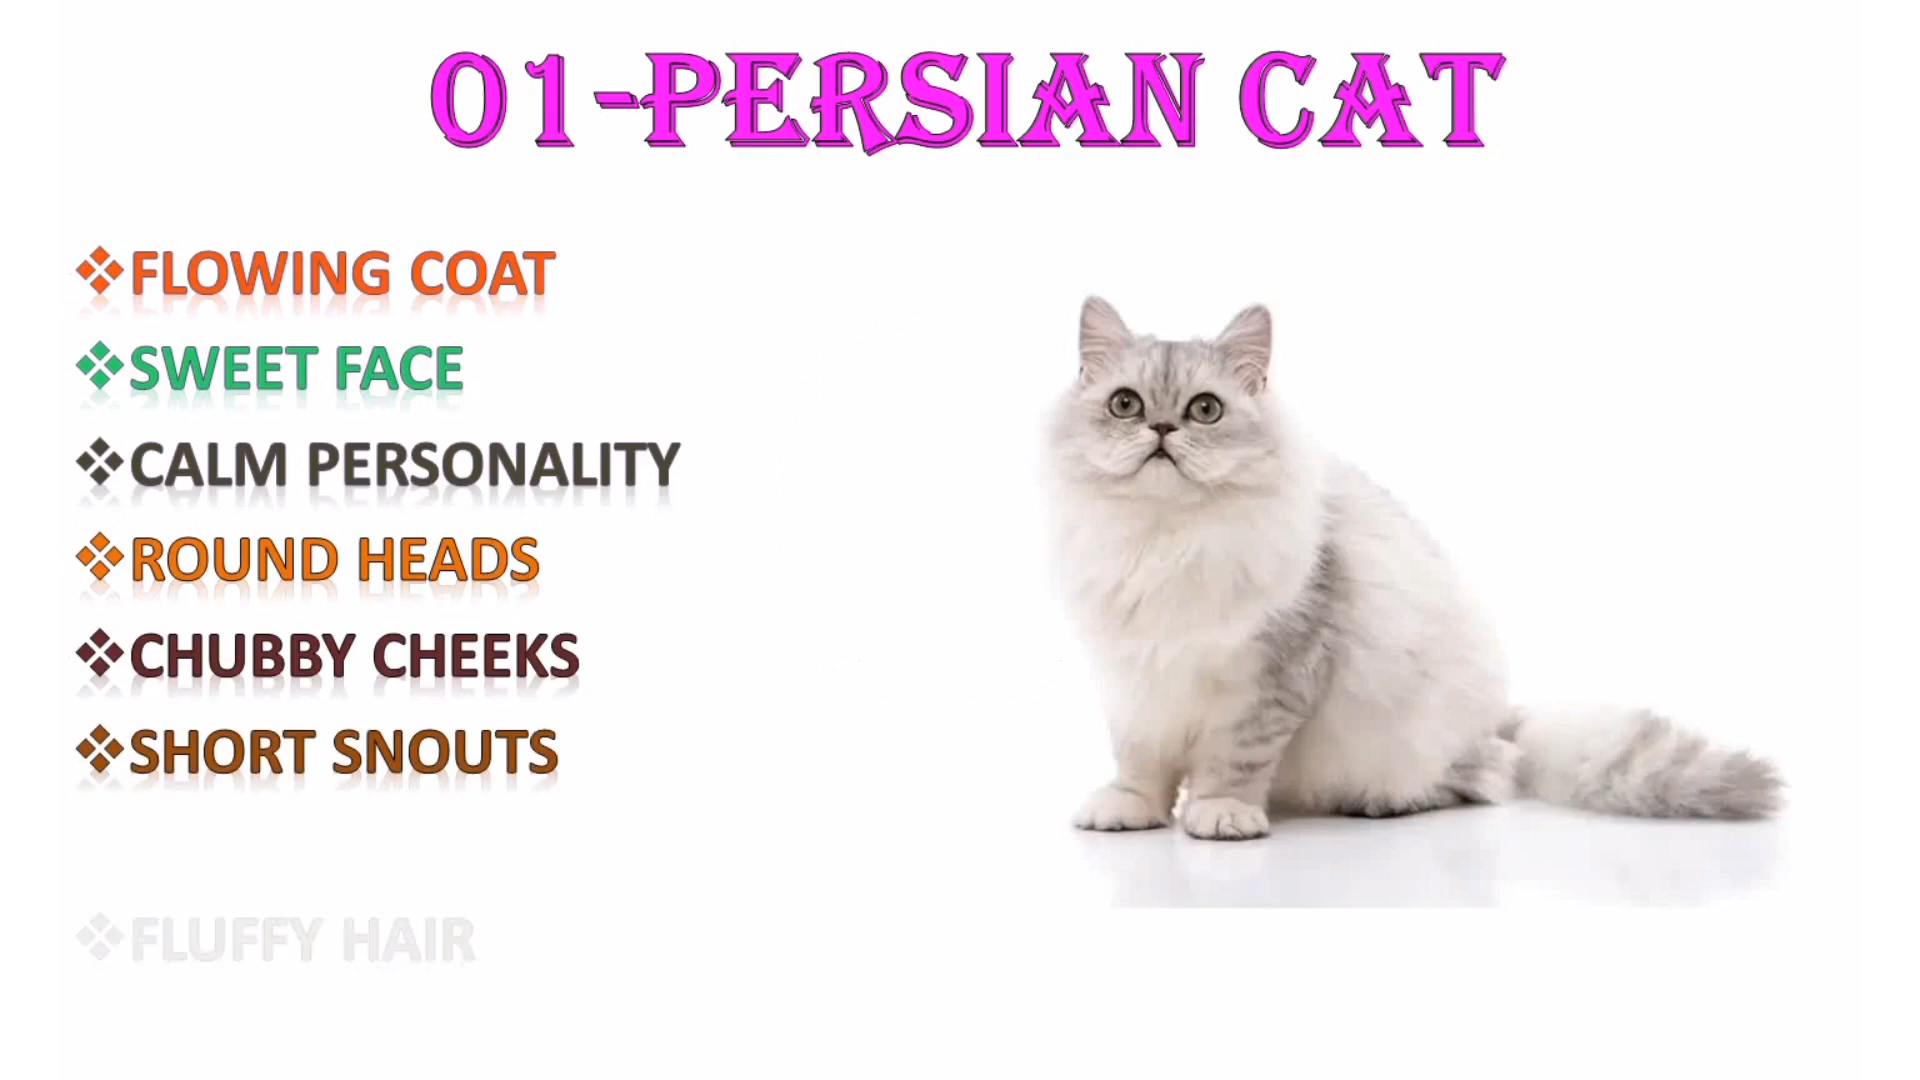 01-PERSIAN CAT
❖FLOWING COAT
❖SWEET FACE
❖CALM PERSONALITY
❖ROUND HEADS
❖CHUBBY CHEEKS
❖SHORT SNOUTS
❖FLUFFY HAIR